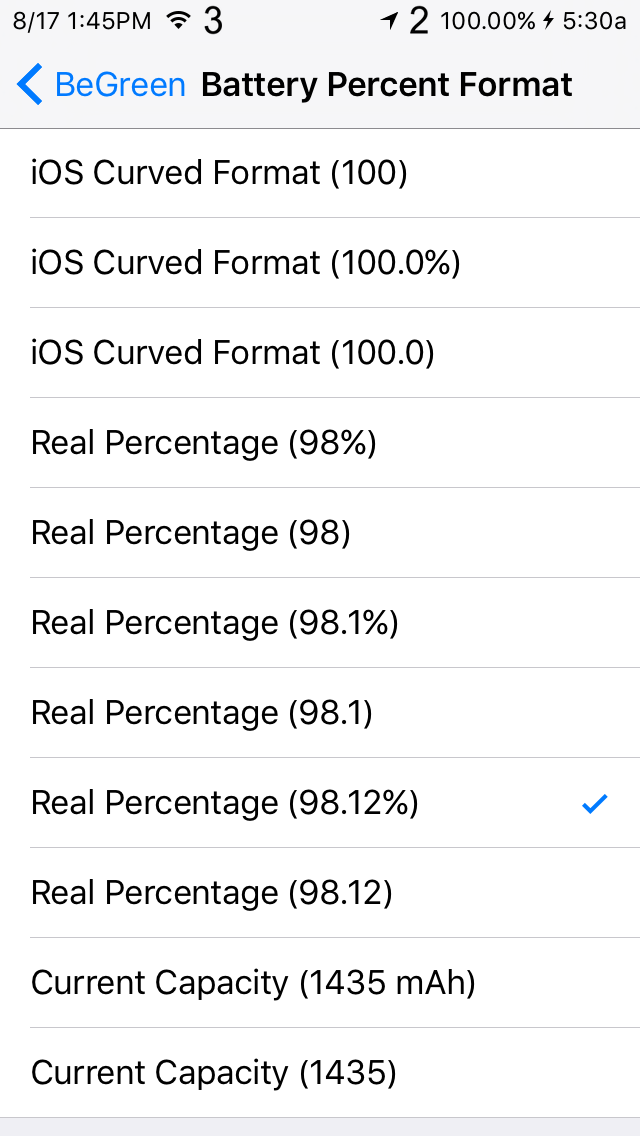 8/17 1:45PM 3 2 100.00% 5:30a
BeGreen Battery Percent Format
iOS Curved Format (100)
iOS Curved Format (100.0%)
iOS Curved Format (100.0)
Real Percentage (98%)
Real Percentage (98)
Real Percentage (98.1%)
Real Percentage (98.1)
Real Percentage (98.12%)
Real Percentage (98.12)
Current Capacity (1435 mAh)
Current Capacity (1435)